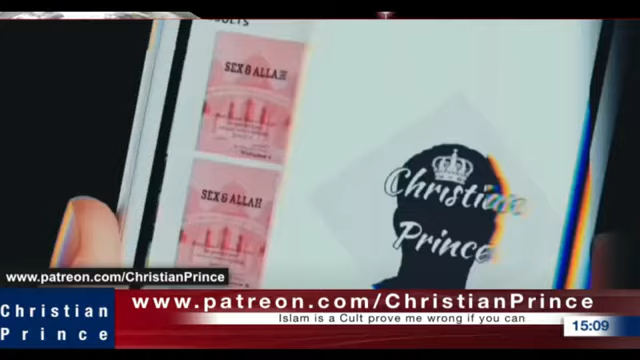 SEX & ALLAH
SEX & ALLAH
Christian
Prince
www.patreon.com/ChristianPrince
www.patreon.com/ChristianPrince
Islam is a Cult prove me wrong if you can
Christian
Prince
15:09